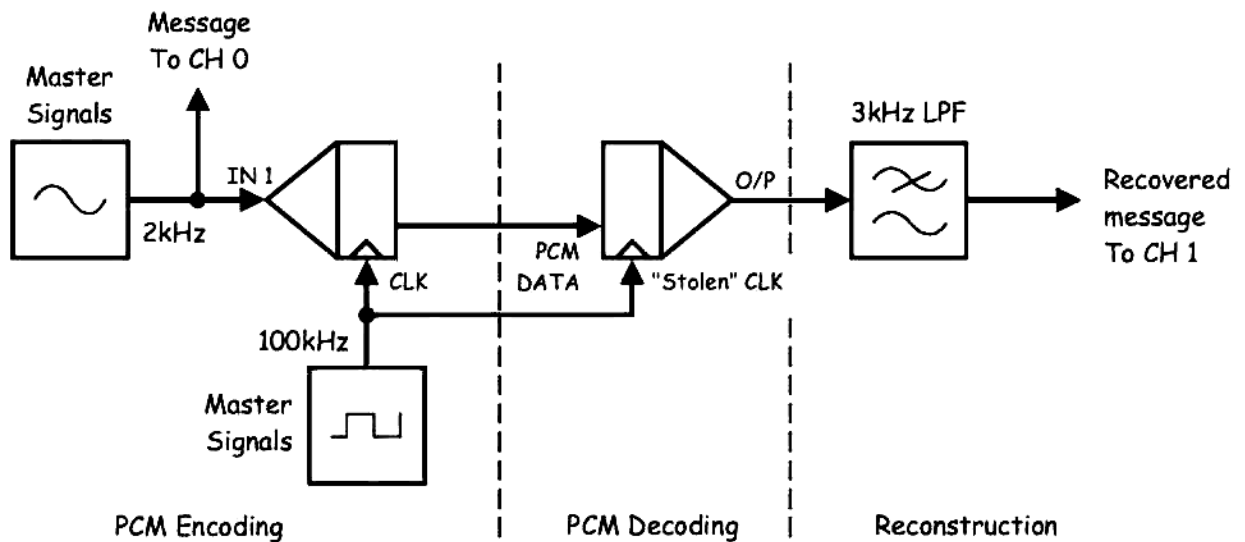 Message
To CH 0
Master
Signals
2kHz
IN 1
CLK
100kHz
Master
Signals
PCM
DATA
"Stolen" CLK
O/P
3kHz LPF
Recovered
message
To CH 1
PCM Encoding
PCM Decoding
Reconstruction